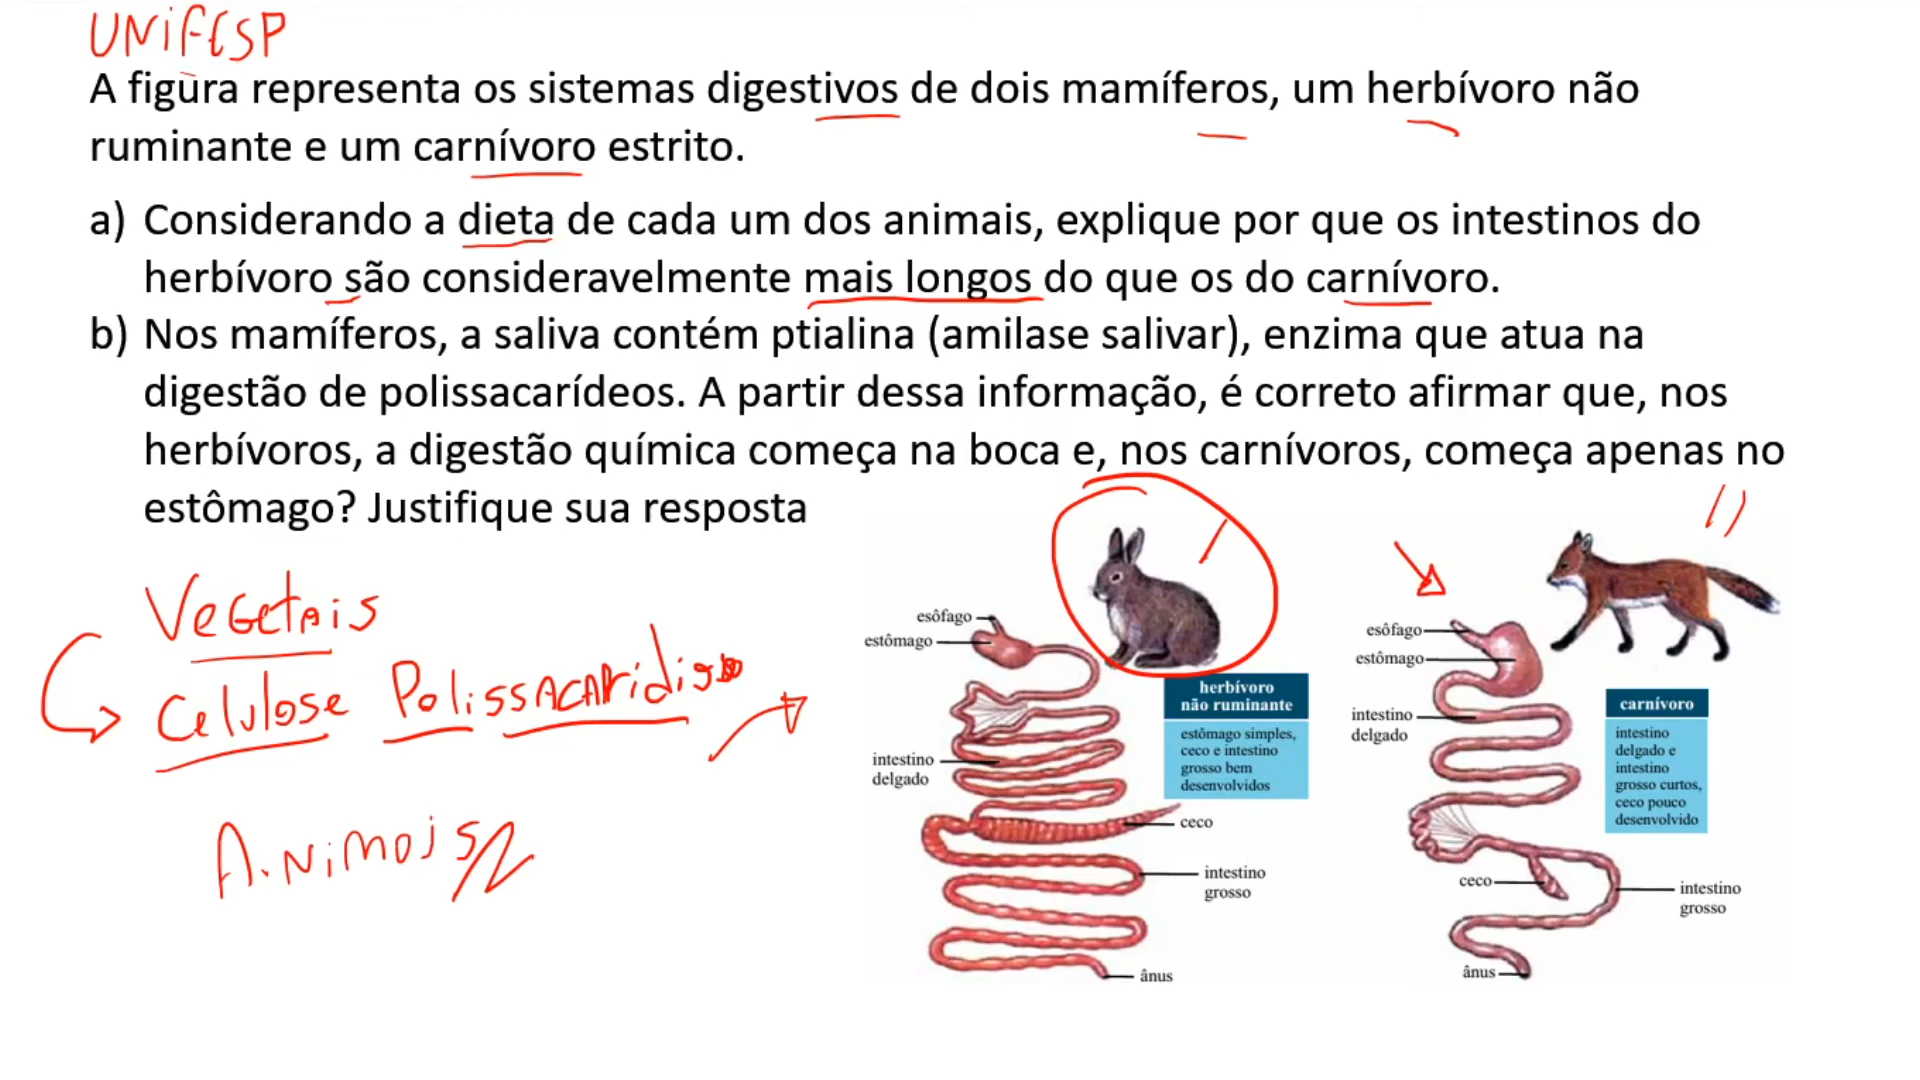 UNIFESP
A figura representa os sistemas digestivos de dois mamíferos, um herbívoro não
ruminante e um carnívoro estrito.
a) Considerando a dieta de cada um dos animais, explique por que os intestinos do
herbívoro são consideravelmente mais longos do que os do carnívoro.
b) Nos mamíferos, a saliva contém ptialina (amilase salivar), enzima que atua na
digestão de polissacarídeos. A partir dessa informação, é correto afirmar que, nos
herbívoros, a digestão química começa na boca e, nos carnívoros, começa apenas no
estômago? Justifique sua resposta
Vegetais
Celulose Polissacaridios
Animais
esôfago
estômago
herbívoro
não ruminante
estômago simples,
ceco e intestino
grosso bem
desenvolvidos
intestino
delgado
ceco
intestino
grosso
ânus
esôfago
estômago
intestino
delgado
carnívoro
intestino
delgado e
intestino
grosso curtos,
ceco pouco
desenvolvido
ceco
intestino
grosso
ânus